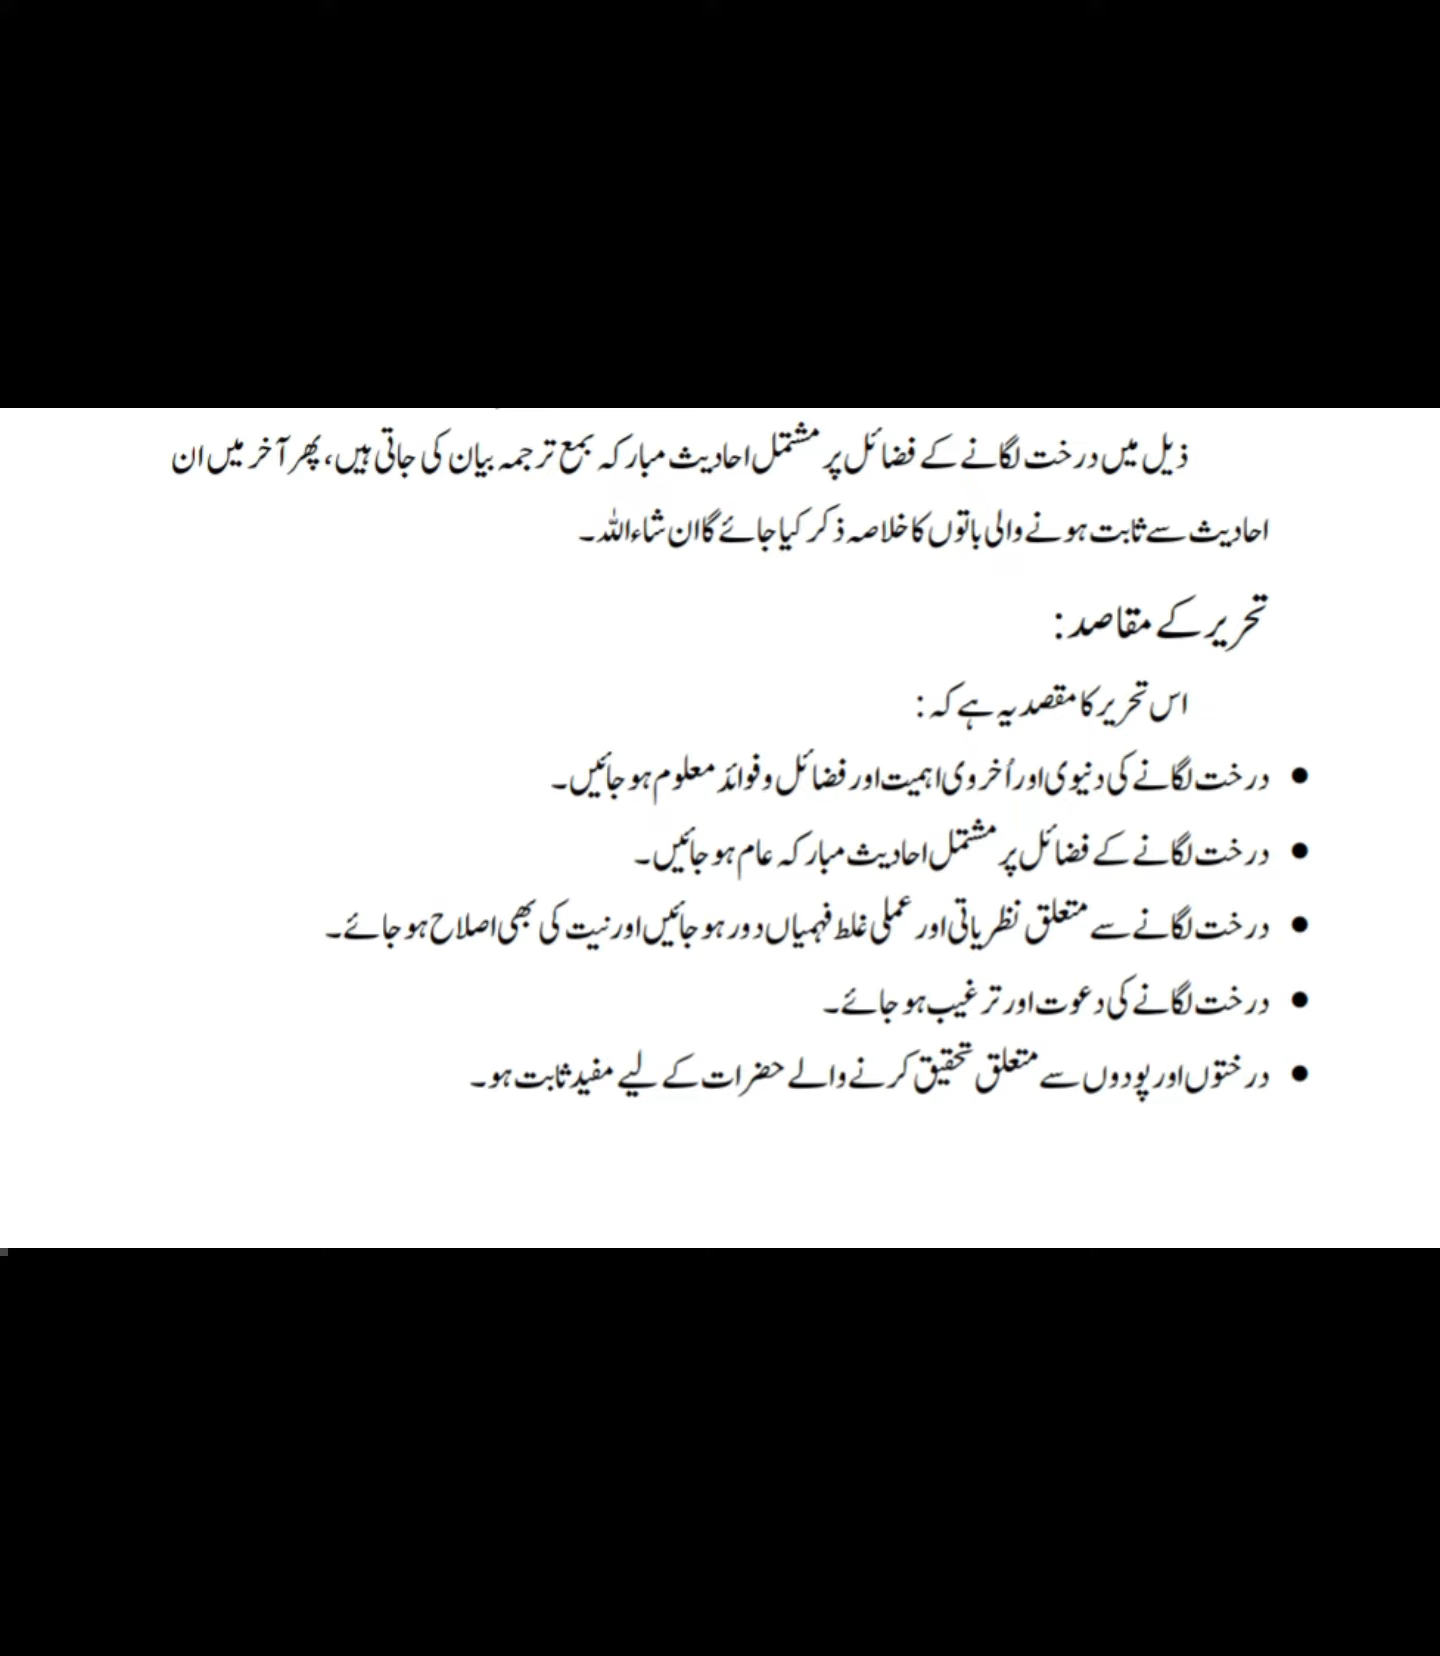 ذیل میں درخت لگانے کے فضائل پر مشتمل احادیث مبارکہ بمع ترجمہ بیان کی جاتی ہیں، پھر آخر میں ان
احادیث سے ثابت ہونے والی باتوں کا خلاصہ ذکر کیا جائے گا ان شاء اللہ۔
تحریر کے مقاصد:
اس تحریر کا مقصد یہ ہے کہ:
• درخت لگانے کی دنیوی اور اُخروی اہمیت اور فضائل و فوائد معلوم ہو جائیں۔
• درخت لگانے کے فضائل پر مشتمل احادیث مبارکہ عام ہو جائیں۔
• درخت لگانے سے متعلق نظریاتی اور عملی غلط فہمیاں دور ہو جائیں اور نیت کی بھی اصلاح ہو جائے۔
• درخت لگانے کی دعوت اور ترغیب ہو جائے۔
• درختوں اور پودوں سے متعلق تحقیق کرنے والے حضرات کے لیے مفید ثابت ہو۔